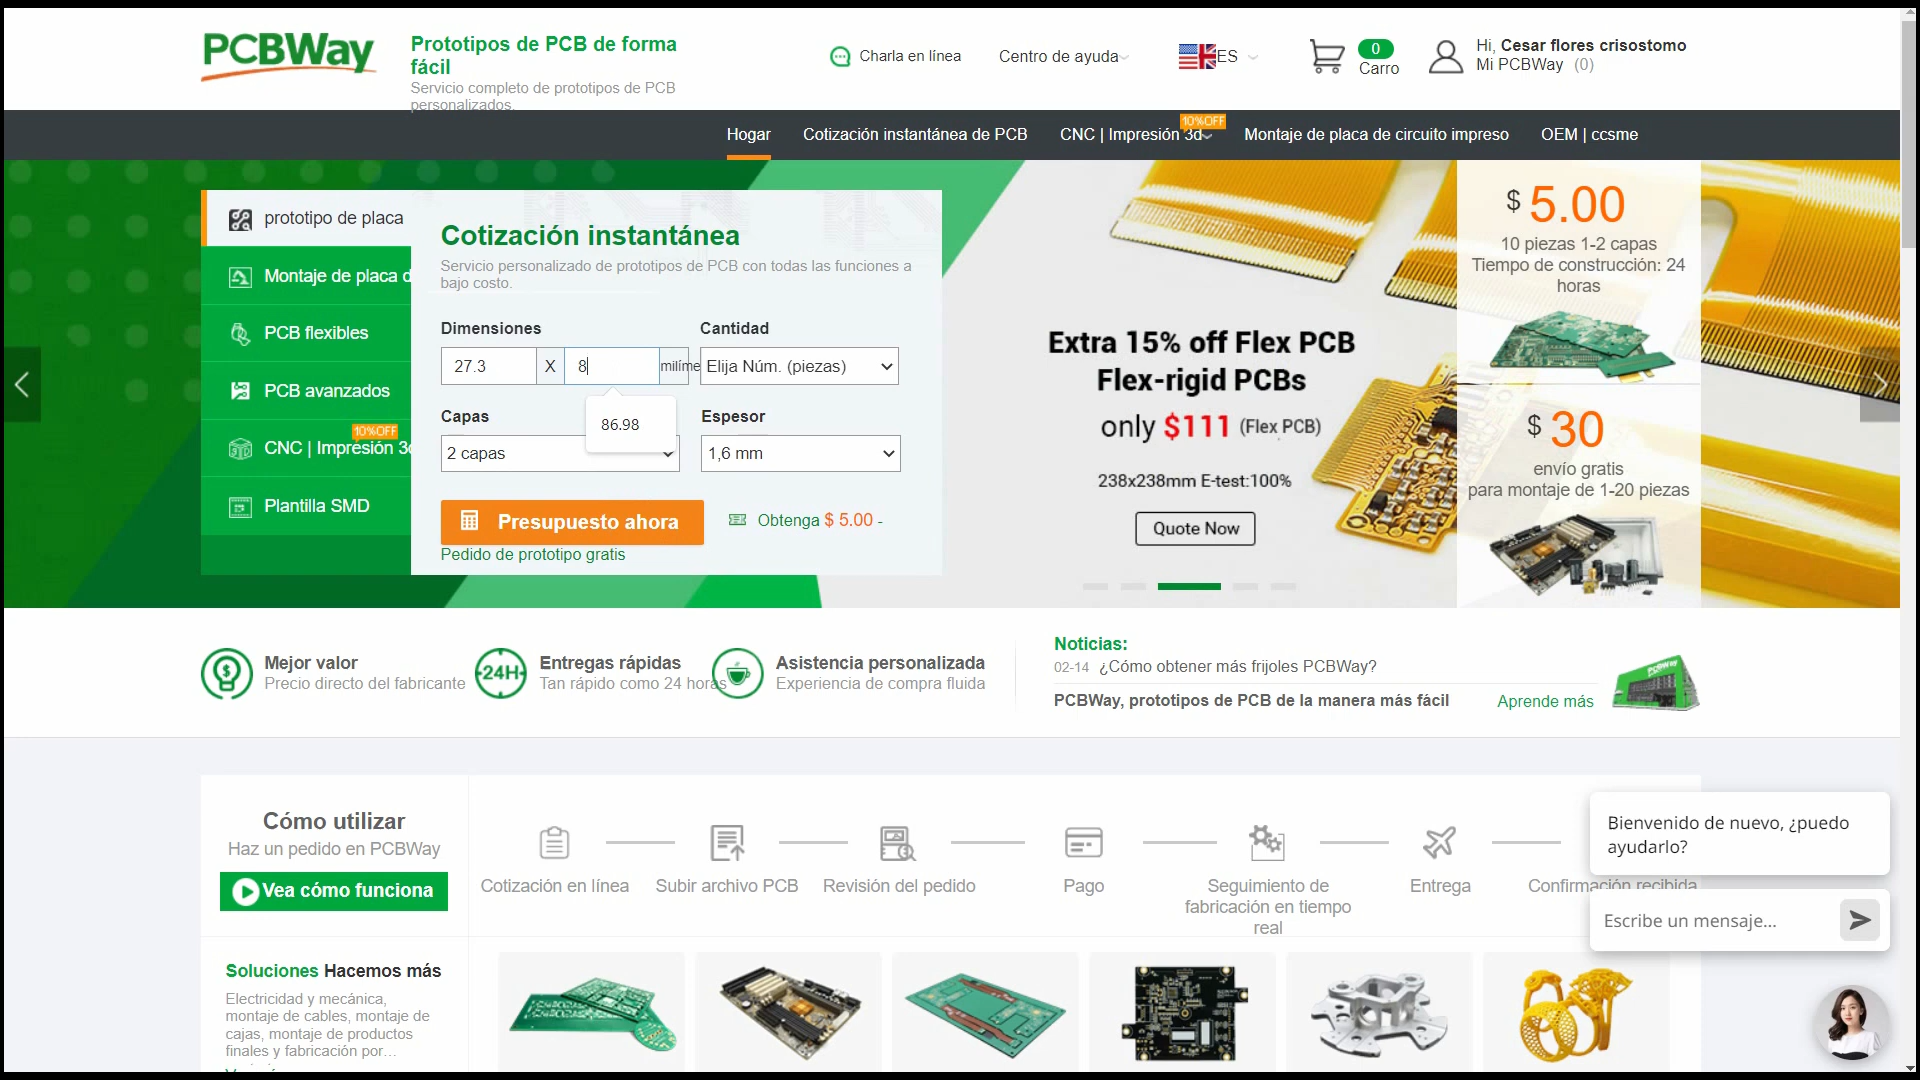 PCBWay
Prototipos de PCB de forma
fácil
Servicio completo de prototipos de PCB
personalizados.
Charla en línea
Centro de ayuda
ES
0
Carro
Hi, Cesar flores crisostomo
Mi PCBWay (0)
Hogar
Cotización instantánea de PCB
CNC | Impresión 3d
10%OFF
Montaje de placa de circuito impreso
OEM | ccsme
prototipo de placa
Montaje de placa d
PCB flexibles
PCB avanzados
10%OFF
CNC | Impresión 3d
Plantilla SMD
Cotización instantánea
Servicio personalizado de prototipos de PCB con todas las funciones a
bajo costo.
Dimensiones
Cantidad
27.3 X 8 milíme
Elija Núm. (piezas)
86.98
Capas
Espesor
2 capas
1,6 mm
Presupuesto ahora
Obtenga $ 5.00 -
Pedido de prototipo gratis
Extra 15% off Flex PCB
Flex-rigid PCBs
only $111 (Flex PCB)
238x238mm E-test:100%
Quote Now
$ 5.00
10 piezas 1-2 capas
Tiempo de construcción: 24
horas
$ 30
envío gratis
para montaje de 1-20 piezas
Mejor valor
Precio directo del fabricante
24H
Entregas rápidas
Tan rápido como 24 horas
Asistencia personalizada
Experiencia de compra fluida
Noticias:
02-14 ¿Cómo obtener más frijoles PCBWay?
PCBWay, prototipos de PCB de la manera más fácil
Aprende más
PCBWay
Cómo utilizar
Haz un pedido en PCBWay
Vea cómo funciona
Cotización en línea
Subir archivo PCB
Revisión del pedido
Pago
Seguimiento de
fabricación en tiempo
real
Entrega
Confirmación recibida
Bienvenido de nuevo, ¿puedo
ayudarlo?
Escribe un mensaje...
Soluciones Hacemos más
Electricidad y mecánica,
montaje de cables, montaje de
cajas, montaje de productos
finales y fabricación por...